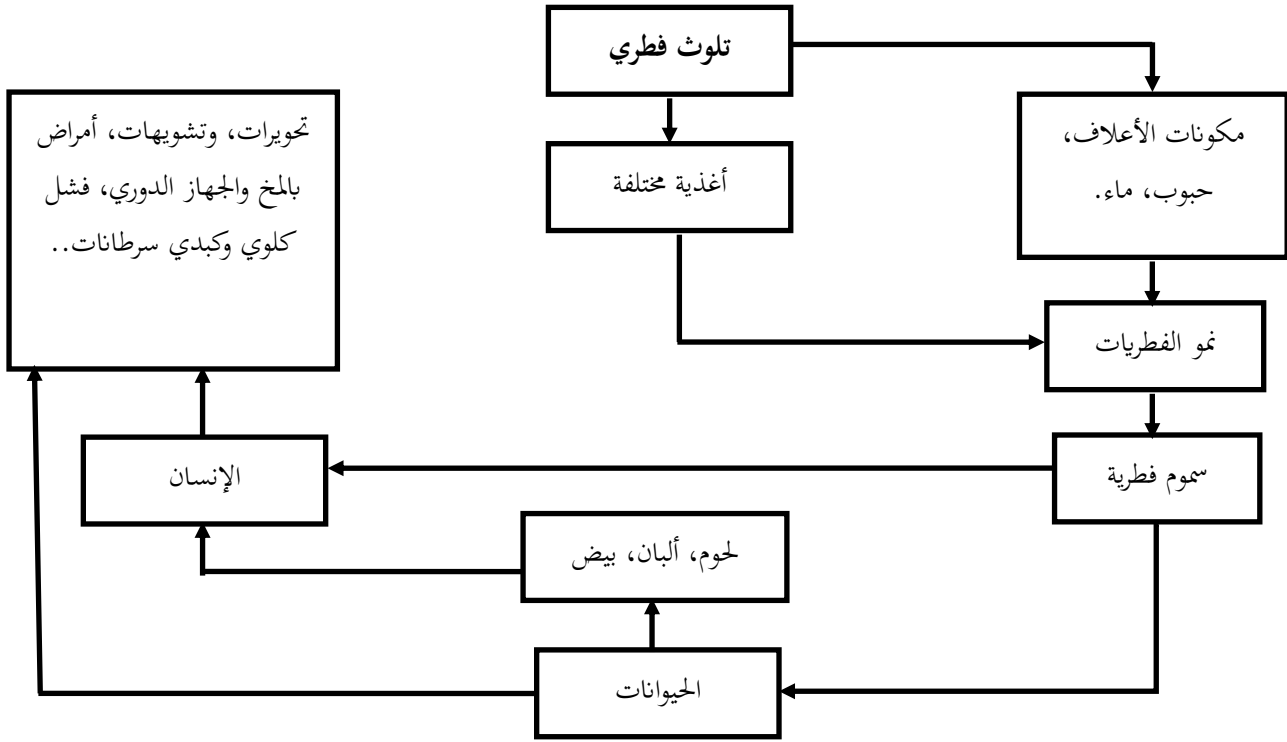 تلوث فطري
مكونات الأعلاف،
حبوب، ماء.
أغذية مختلفة
تحويرات، وتشويهات، أمراض
بالمخ والجهاز الدوري، فشل
كلوي وكبدي سرطانات..
نمو الفطريات
سموم فطرية
الإنسان
لحوم، ألبان، بيض
الحيوانات